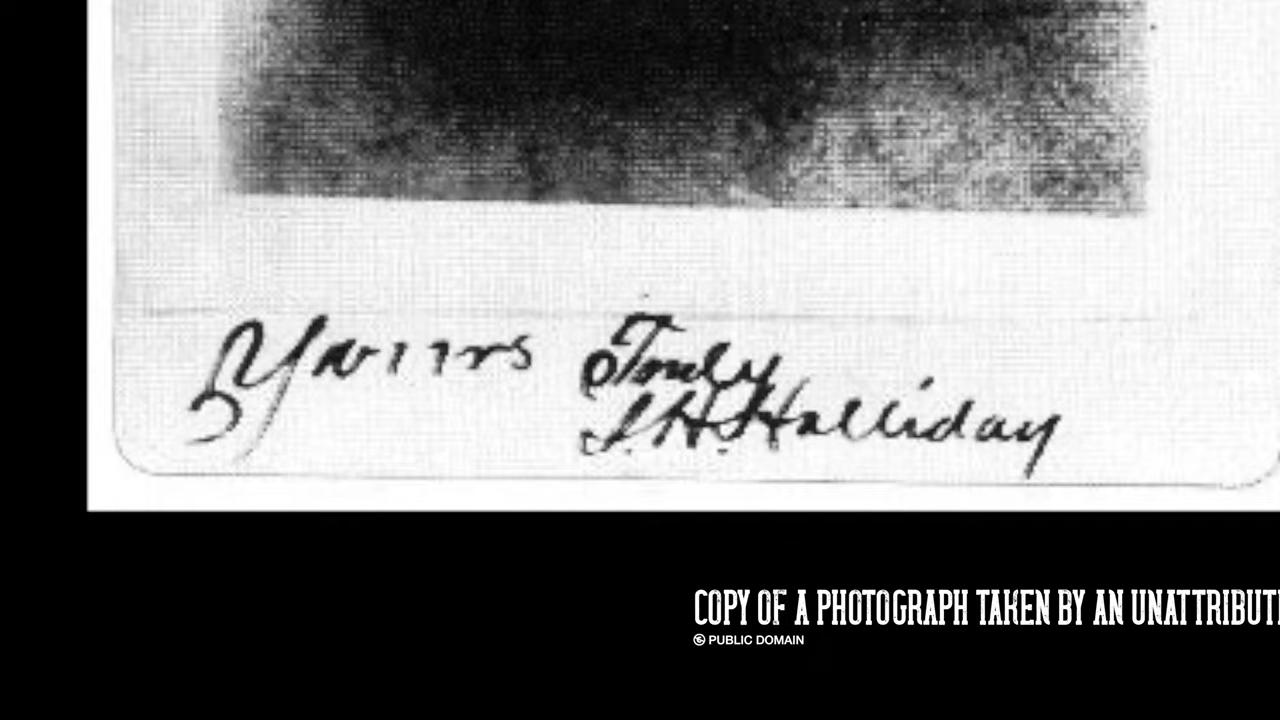 Yours Truly
J.H. Halliday
COPY OF A PHOTOGRAPH TAKEN BY AN UNATTRIBUT
PUBLIC DOMAIN